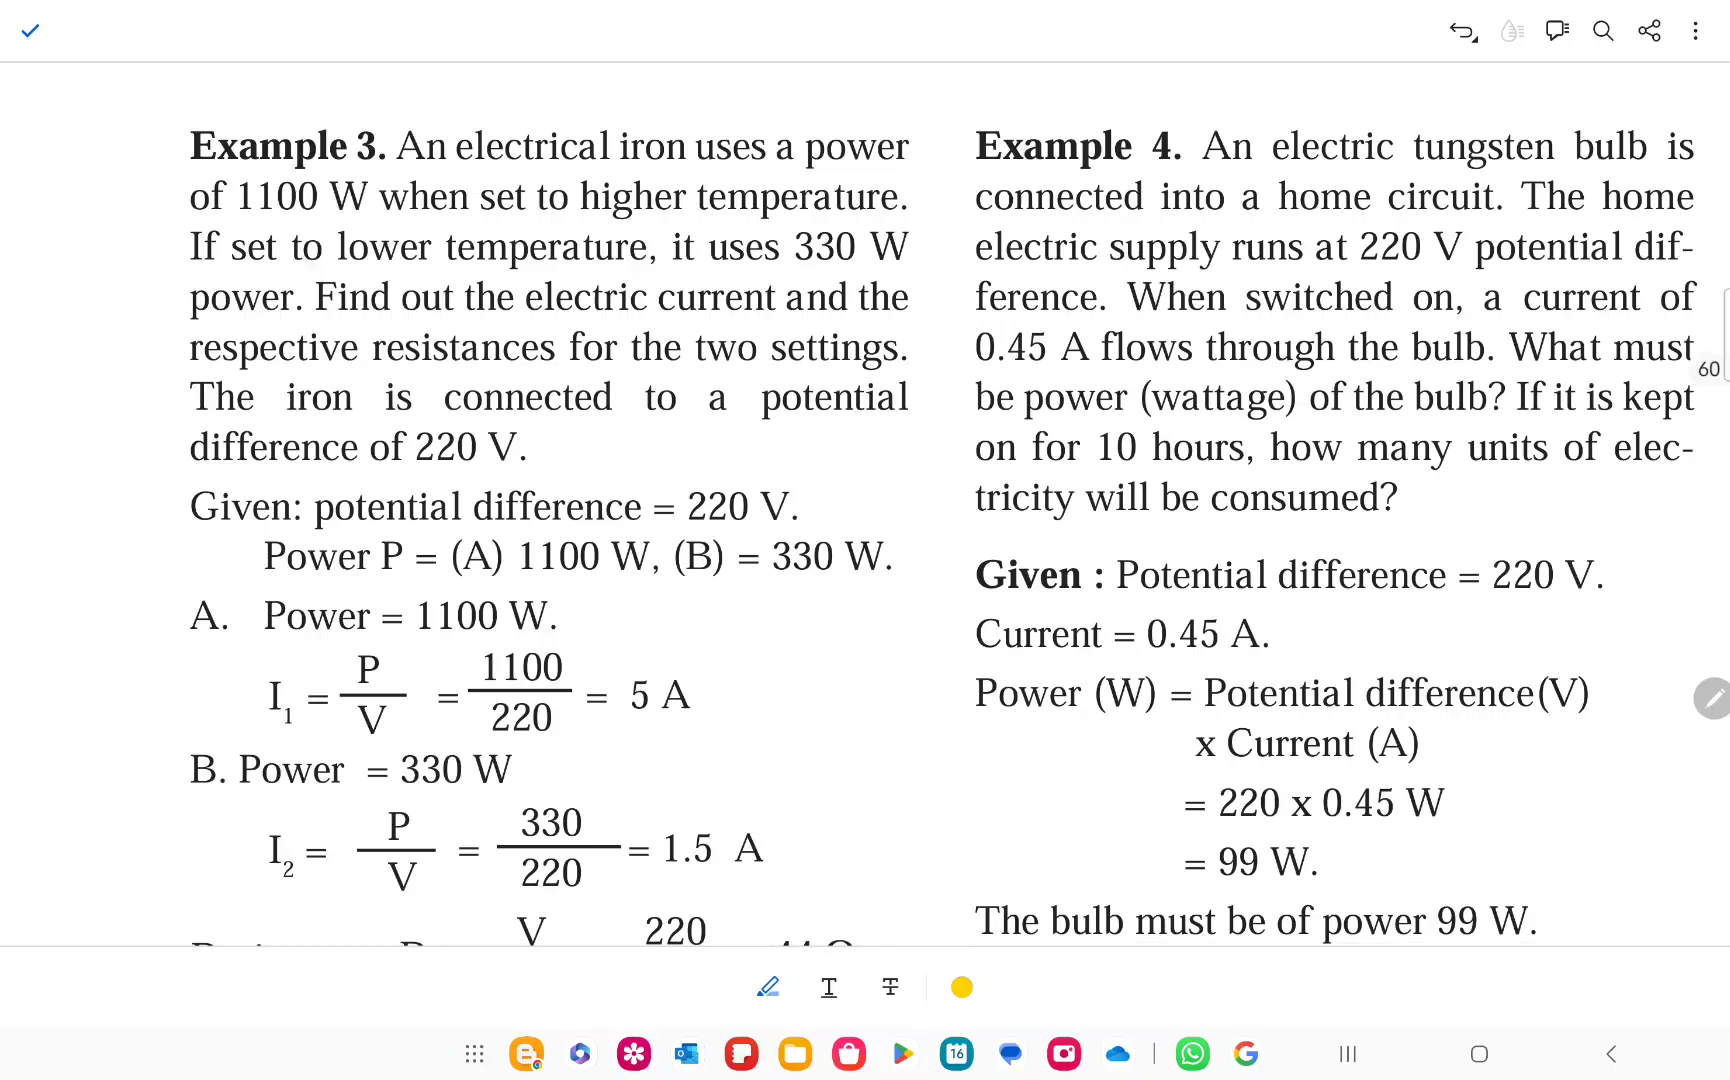 Example 3. An electrical iron uses a power
of 1100 W when set to higher temperature.
If set to lower temperature, it uses 330 W
power. Find out the electric current and the
respective resistances for the two settings.
The iron is connected to a potential
difference of 220 V.
Given: potential difference = 220 V.
Power P = (A) 1100 W, (B) = 330 W.
A. Power = 1100 W.
I₁ = P/V = 1100/220 = 5 A
B. Power = 330 W
I₂ = P/V = 330/220 = 1.5 A
V 220
Example 4. An electric tungsten bulb is
connected into a home circuit. The home
electric supply runs at 220 V potential dif-
ference. When switched on, a current of
0.45 A flows through the bulb. What must
be power (wattage) of the bulb? If it is kept
on for 10 hours, how many units of elec-
tricity will be consumed?
Given : Potential difference = 220 V.
Current = 0.45 A.
Power (W) = Potential difference(V)
x Current (A)
= 220 x 0.45 W
= 99 W.
The bulb must be of power 99 W.
60
T T
16